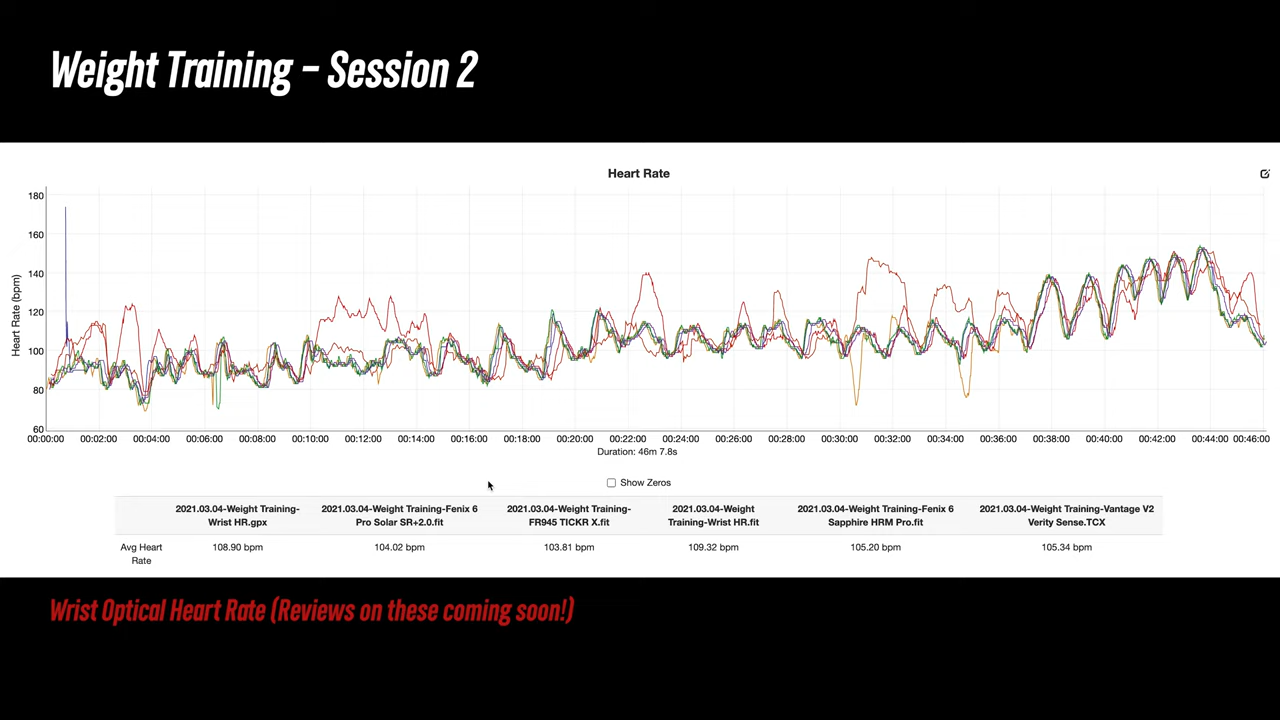 Weight Training – Session 2
Heart Rate
Heart Rate (bpm)
180
160
140
120
100
80
60
00:00:00 00:02:00 00:04:00 00:06:00 00:08:00 00:10:00 00:12:00 00:14:00 00:16:00 00:18:00 00:20:00 00:22:00 00:24:00 00:26:00 00:28:00 00:30:00 00:32:00 00:34:00 00:36:00 00:38:00 00:40:00 00:42:00 00:44:00 00:46:00
Duration: 46m 7.8s
Show Zeros
2021.03.04-Weight Training- 2021.03.04-Weight Training-Fenix 6 2021.03.04-Weight Training- 2021.03.04-Weight 2021.03.04-Weight Training-Fenix 6 2021.03.04-Weight Training-Vantage V2
Wrist HR.gpx Pro Solar SR+2.0.fit FR945 TICKR X.fit Training-Wrist HR.fit Sapphire HRM Pro.fit Verity Sense.TCX
Avg Heart 108.90 bpm 104.02 bpm 103.81 bpm 109.32 bpm 105.20 bpm 105.34 bpm
Rate
Wrist Optical Heart Rate (Reviews on these coming soon!)